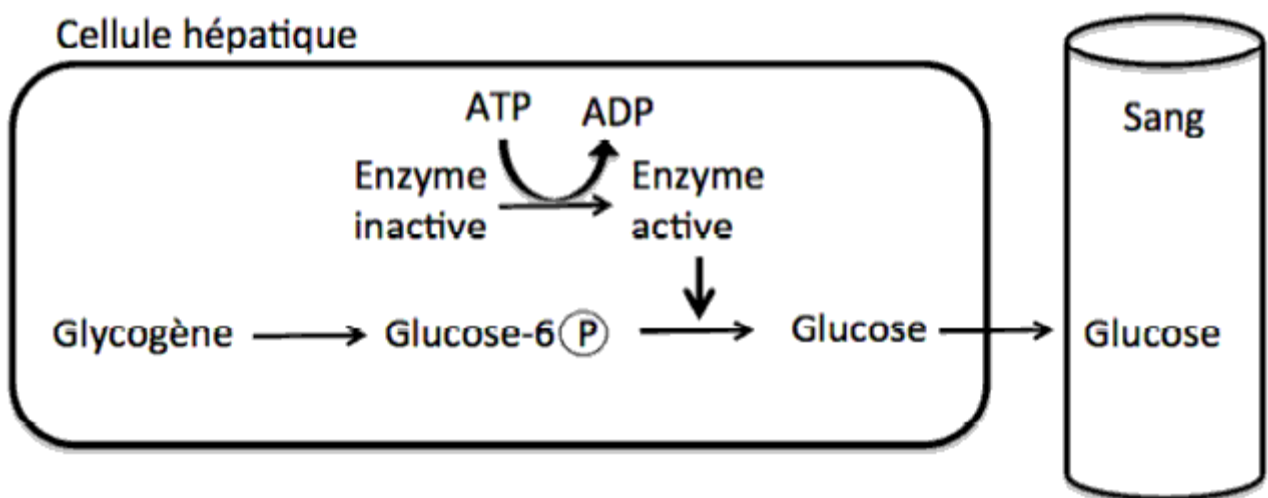 Cellule hépatique
ATP ADP
Sang
Enzyme inactive
Enzyme active
Glycogène
Glucose-6 P
Glucose
Glucose